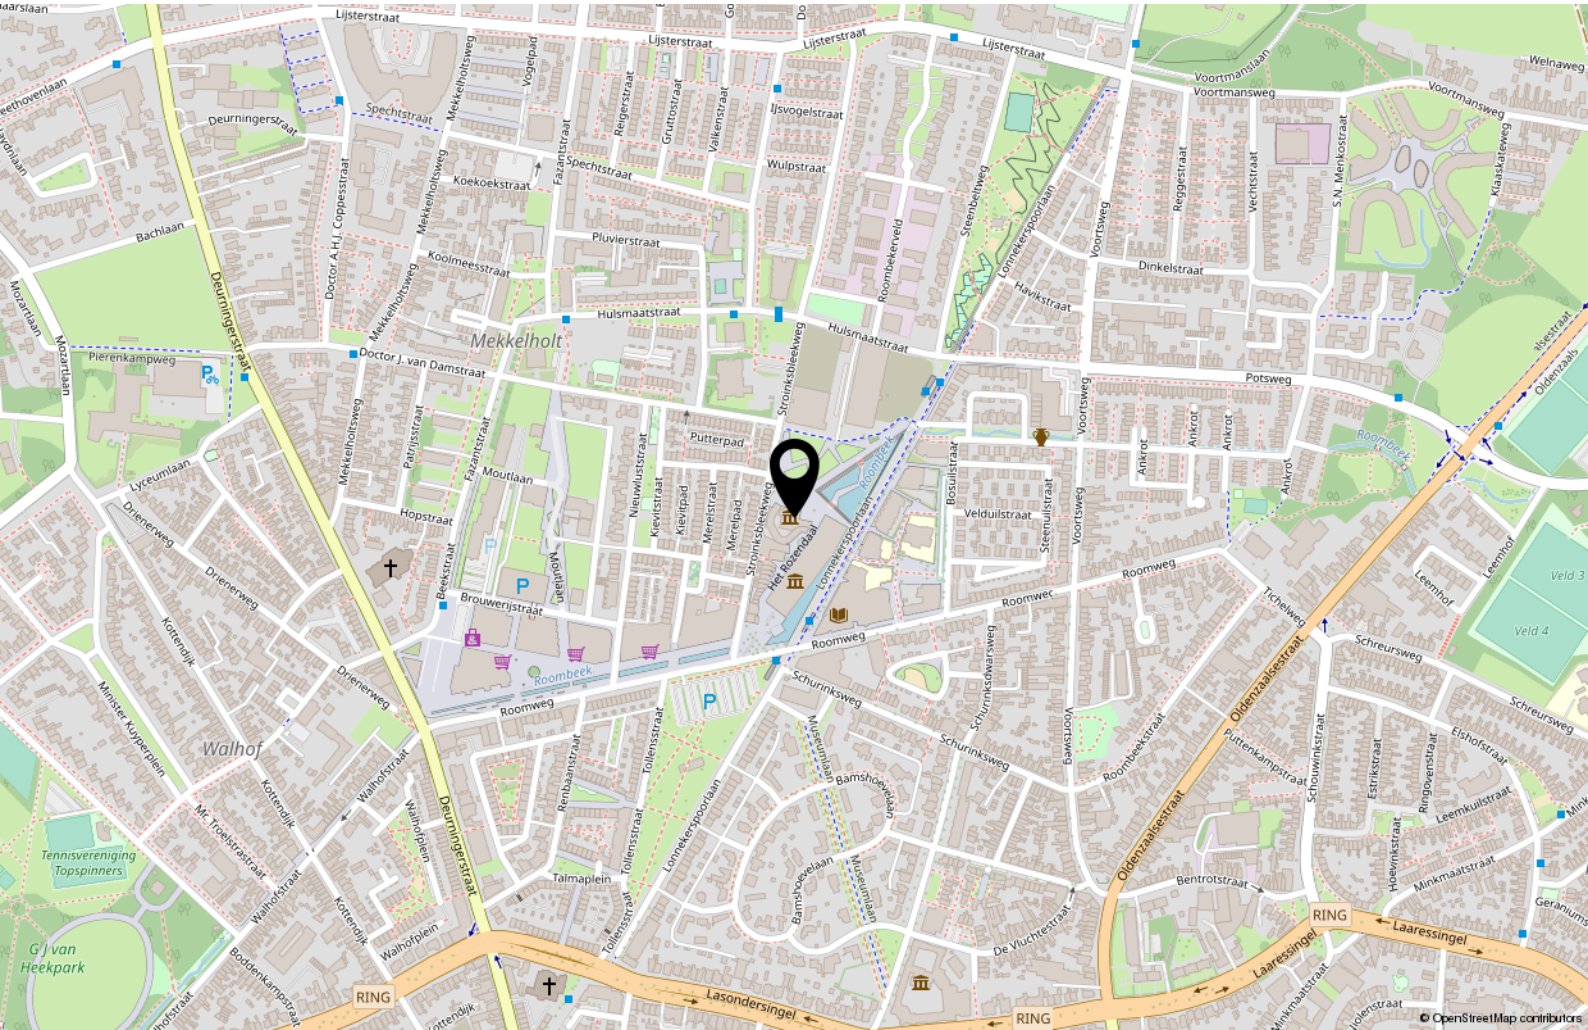 Lijsterstraat
Lijsterstraat
Lijsterstraat
Lijsterstraat
Voortmanslaan
Voortmansweg
Voortmansweg
Welnaweg
Deurningerstraat
Spechtstraat
Mekkelholtsweg
Vogelpad
Reigerstraat
Gruttostraat
Valkenstraat
IJsvogelstraat
Wulpstraat
Fazantstraat
Spechtstraat
Koekoekstraat
Steenbeltweg
Lonnekerspoorlaan
Voortsweg
Reggestraat
Vechtstraat
S.N. Menkostraat
Klaaskateweg
Bachlaan
Doctor A.H.J. Coppesstraat
Mekkelholtsweg
Koolmeesstraat
Pluvierstraat
Roombekerveld
Dinkelstraat
Havikstraat
Mozartlaan
Mozartlaan
Deurningerstraat
Mekkelholtsweg
Hulsmaatstraat
Hulsmaatstraat
Mekkelholt
Pierenkampweg
Doctor J. van Damstraat
Stroinksbleekweg
Potsweg
Oldenzaals
Mekkelholtsweg
Patrijsstraat
Fazantstraat
Putterpad
Voortsweg
Ankrot
Ankrot
Ankrot
Ankrot
Roombeek
Roombeek
Lyceumlaan
Moutlaan
Nieuwluststraat
Kievitstraat
Kievitpad
Merelstraat
Merelpad
Stroinksbleekweg
Bosuilstraat
Velduilstraat
Steenuilstraat
Voortsweg
Drienerweg
Hopstraat
Het Rozendaal
Lonnekerspoorlaan
Leemhof
Leemhof
Veld 3
Veld 4
Drienerweg
Beekstraat
Moutlaan
P
P
Brouwerijstraat
Roomweg
Roomweg
Tichelweg
Kottendijk
Drienerweg
Roombeek
Roomweg
P
Schurinksweg
Schurinksdwarsweg
Schreursweg
Schreursweg
Oldenzaalsestraat
Minister Kuyperplein
Walhof
Walhofstraat
Tollensstraat
Museumlaan
Schurinksweg
Voortsweg
Roombeekstraat
Puttenkampstraat
Schouwinkstraat
Elshofstraat
Estrikstraat
Ringovenstraat
Renbaanstraat
Bamshoevelaan
Kottendijk
Mr. Troelstrastraat
Walhofplein
Deurningerstraat
Lonnekerspoorlaan
Tollensstraat
Oldenzaalsestraat
Leemkuilstraat
Tennisvereniging
Topspinners
Talmaplein
Bamshoevelaan
Museumlaan
Bentrotstraat
Hoewinkstraat
Minkmaatstraat
Walhofstraat
Kottendijk
Walhofplein
De Vluchtestraat
RING
Laaressingel
Laaressingel
G J van
Heekpark
Boddenkampstraat
RING
Lasondersingel
RING
Minkmaatstraat
© OpenStreetMap contributors